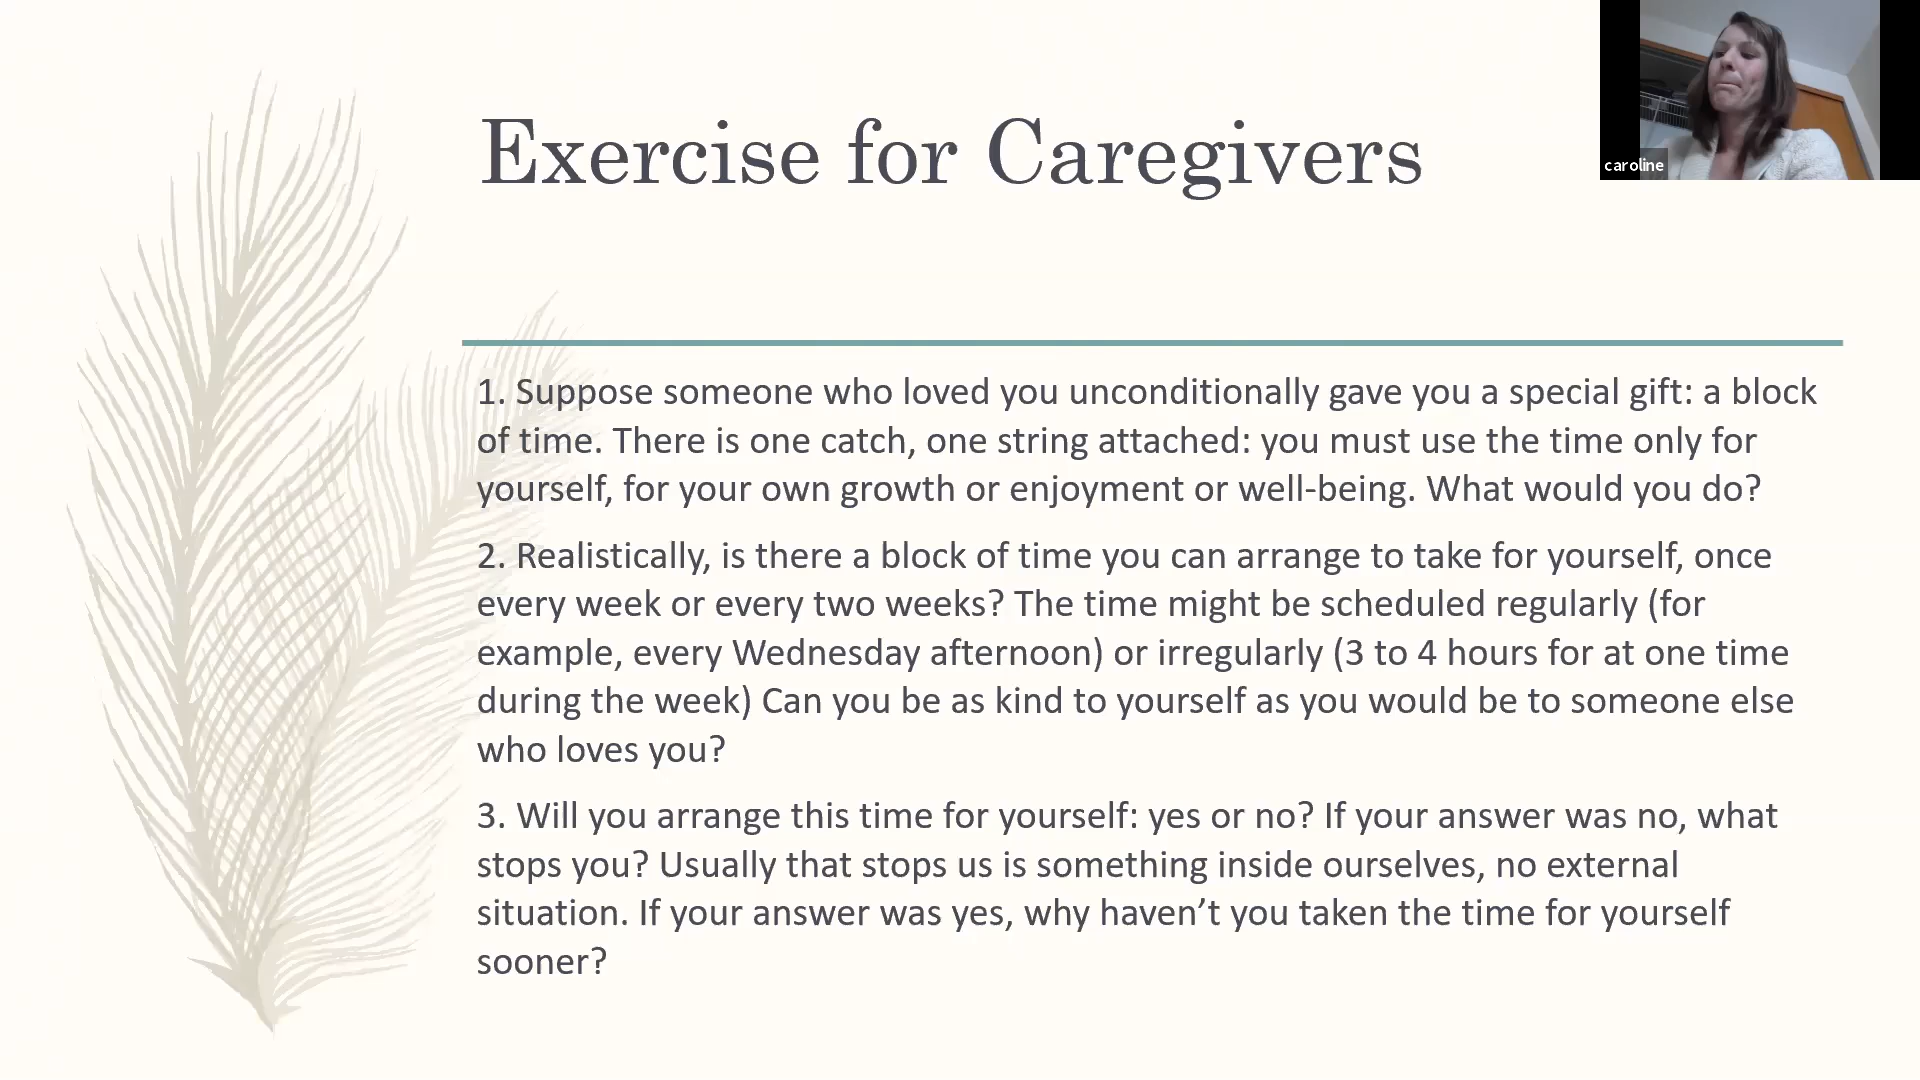 Exercise for Caregivers
caroline
1. Suppose someone who loved you unconditionally gave you a special gift: a block
of time. There is one catch, one string attached: you must use the time only for
yourself, for your own growth or enjoyment or well-being. What would you do?
2. Realistically, is there a block of time you can arrange to take for yourself, once
every week or every two weeks? The time might be scheduled regularly (for
example, every Wednesday afternoon) or irregularly (3 to 4 hours for at one time
during the week) Can you be as kind to yourself as you would be to someone else
who loves you?
3. Will you arrange this time for yourself: yes or no? If your answer was no, what
stops you? Usually that stops us is something inside ourselves, no external
situation. If your answer was yes, why haven’t you taken the time for yourself
sooner?